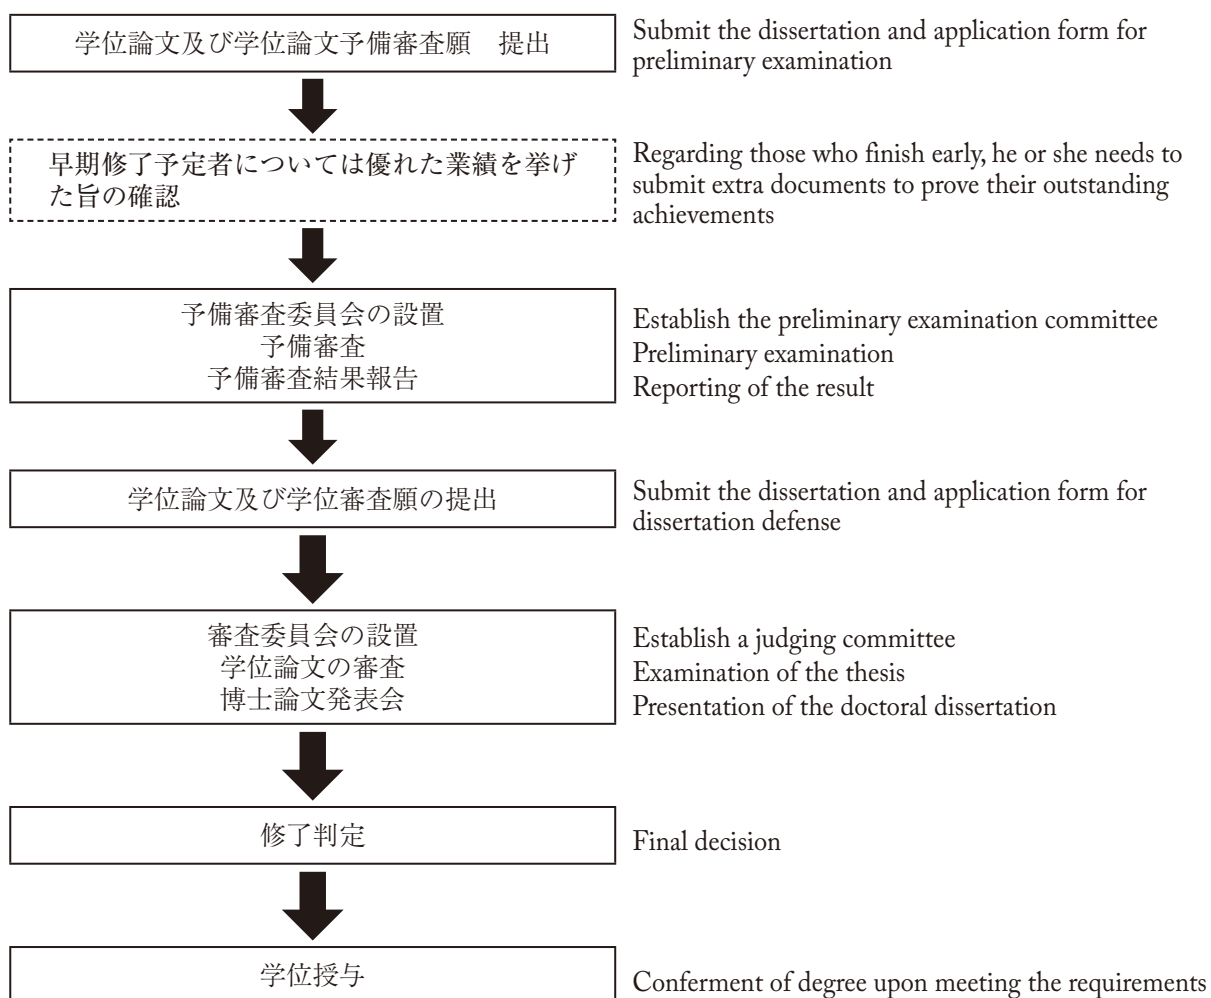 学位論文及び学位論文予備審査願　提出
Submit the dissertation and application form for
preliminary examination
早期修了予定者については優れた業績を挙げ
た旨の確認
Regarding those who finish early, he or she needs to
submit extra documents to prove their outstanding
achievements
予備審査委員会の設置
予備審査
予備審査結果報告
Establish the preliminary examination committee
Preliminary examination
Reporting of the result
学位論文及び学位審査願の提出
Submit the dissertation and application form for
dissertation defense
審査委員会の設置
学位論文の審査
博士論文発表会
Establish a judging committee
Examination of the thesis
Presentation of the doctoral dissertation
修了判定
Final decision
学位授与
Conferment of degree upon meeting the requirements